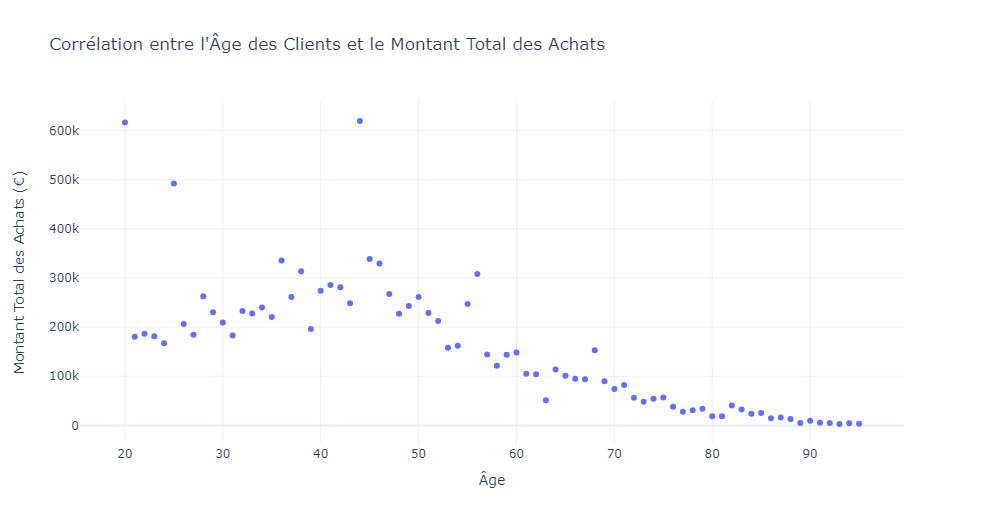 Corrélation entre l'Âge des Clients et le Montant Total des Achats
Montant Total des Achats (€)
600k
500k
400k
300k
200k
100k
0
20 30 40 50 60 70 80 90
Âge